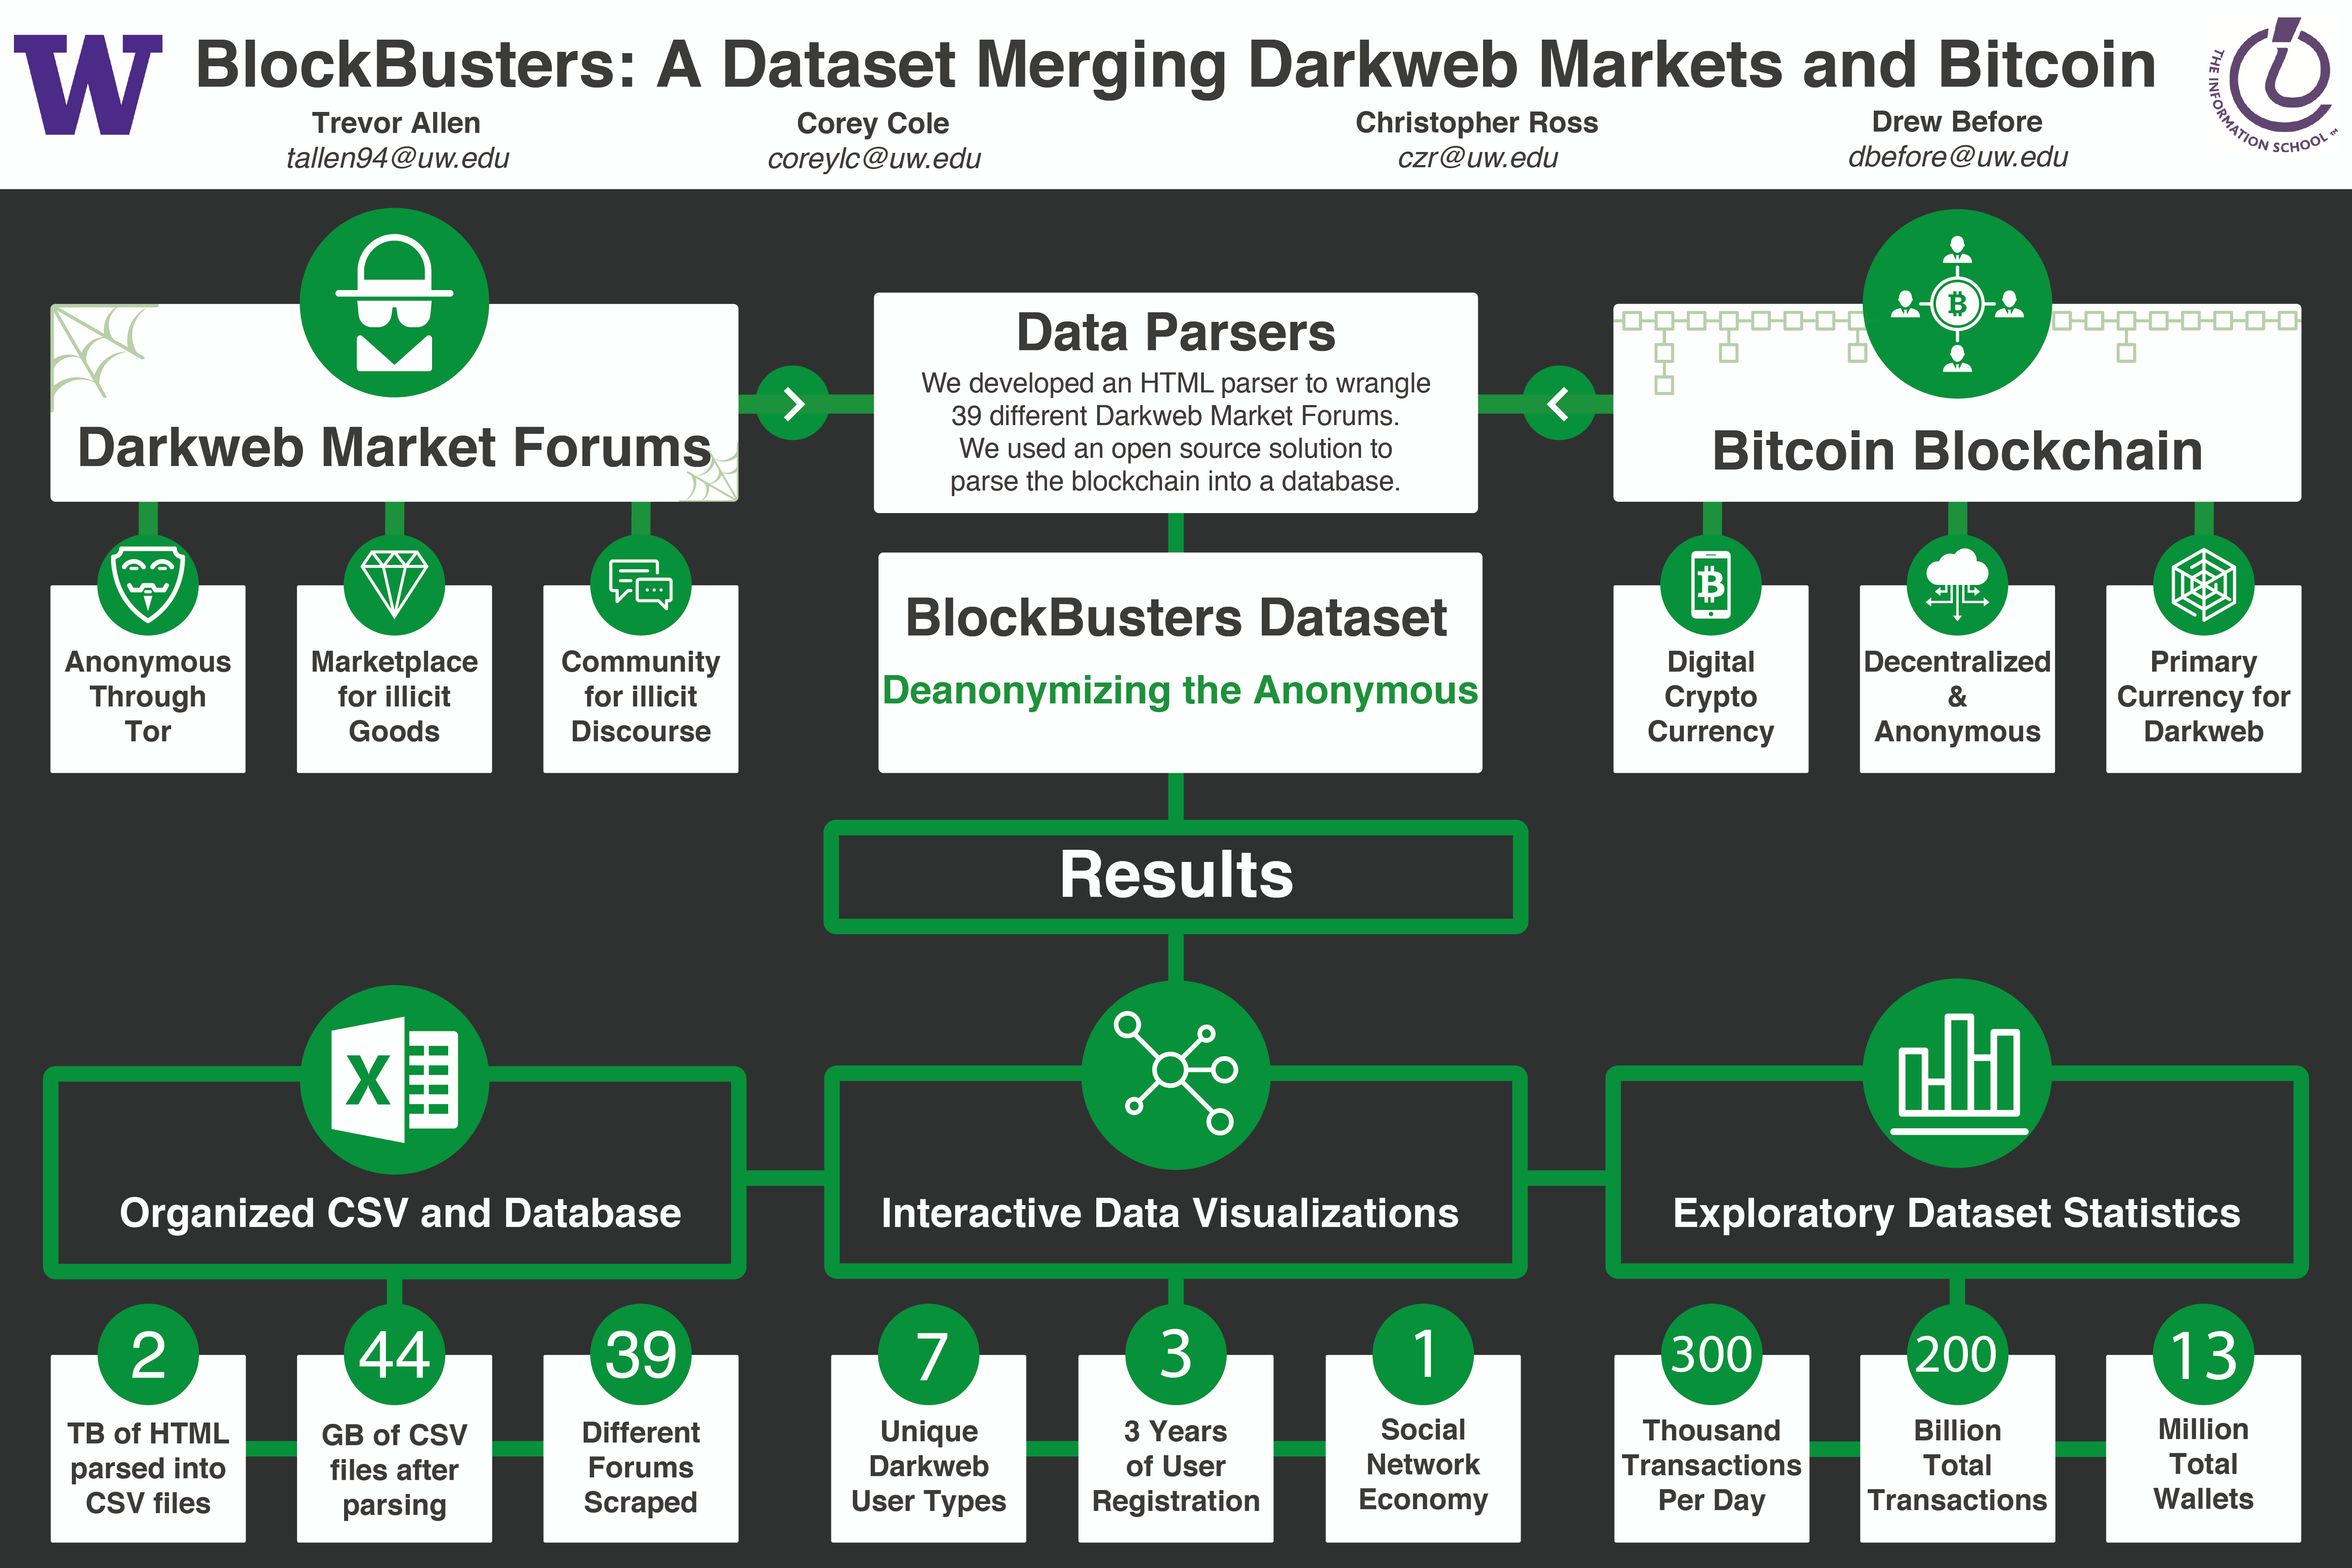 W
BlockBusters: A Dataset Merging Darkweb Markets and Bitcoin
THE INFORMATION SCHOOL ™
Trevor Allen
tallen94@uw.edu
Corey Cole
coreylc@uw.edu
Christopher Ross
czr@uw.edu
Drew Before
dbefore@uw.edu
Darkweb Market Forums
Anonymous
Through
Tor
Marketplace
for illicit
Goods
Community
for illicit
Discourse
Data Parsers
We developed an HTML parser to wrangle
39 different Darkweb Market Forums.
We used an open source solution to
parse the blockchain into a database.
BlockBusters Dataset
Deanonymizing the Anonymous
Bitcoin Blockchain
Digital
Crypto
Currency
Decentralized
&
Anonymous
Primary
Currency for
Darkweb
Results
X
Organized CSV and Database
2
TB of HTML
parsed into
CSV files
44
GB of CSV
files after
parsing
39
Different
Forums
Scraped
Interactive Data Visualizations
7
Unique
Darkweb
User Types
3
3 Years
of User
Registration
1
Social
Network
Economy
Exploratory Dataset Statistics
300
Thousand
Transactions
Per Day
200
Billion
Total
Transactions
13
Million
Total
Wallets